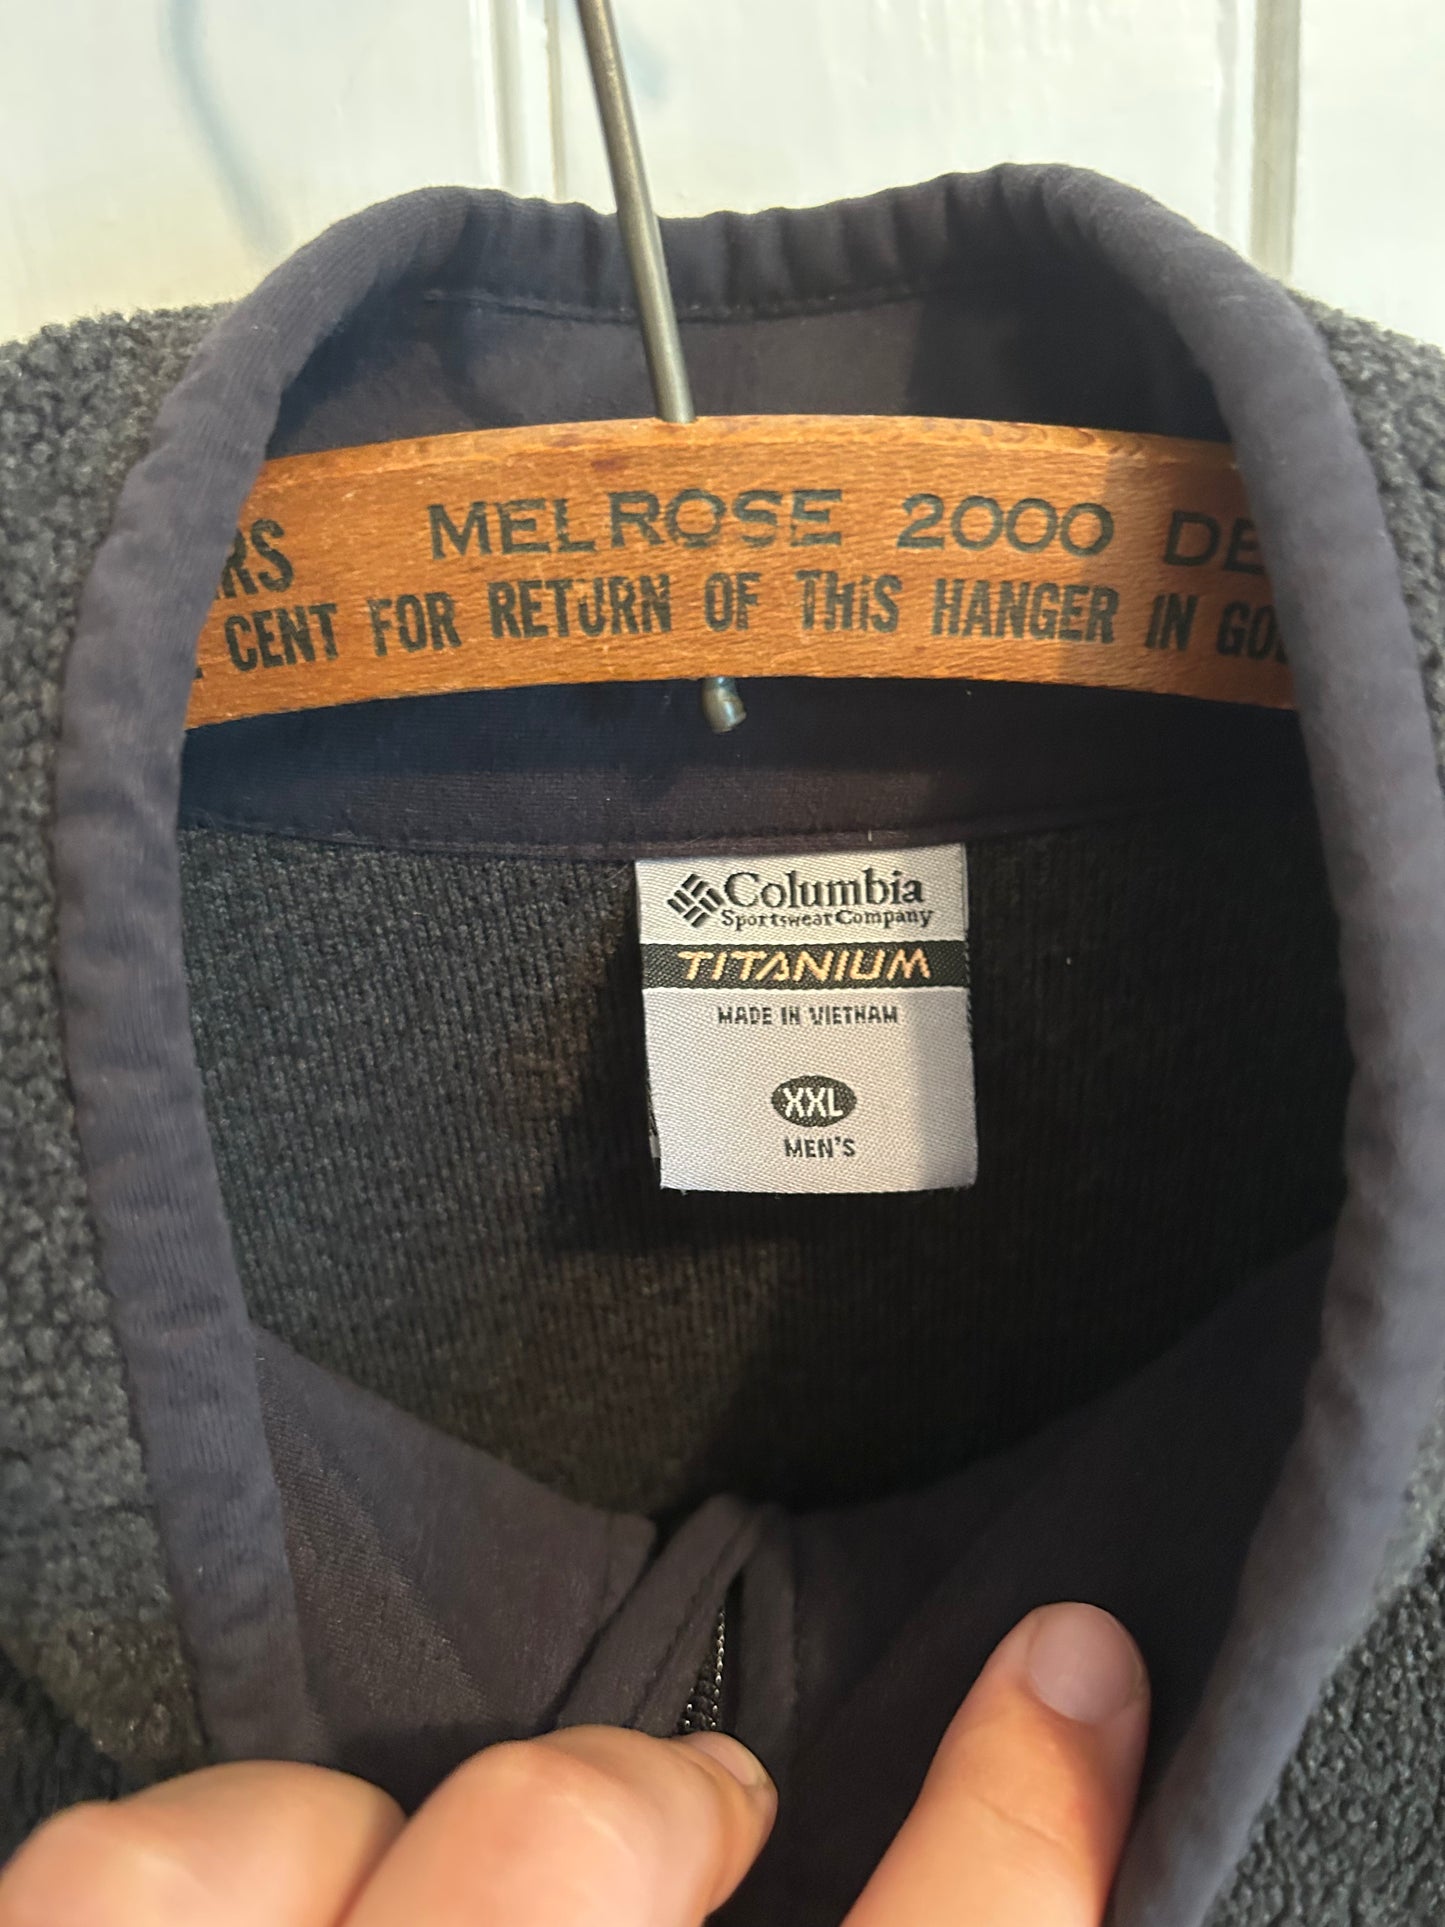 MELROSE 2000
CENT FOR RETURN OF THIS HANGER IN
Columbia
Sportswear Company
TITANIUM
MADE IN VIETNAM
XXL
MEN'S